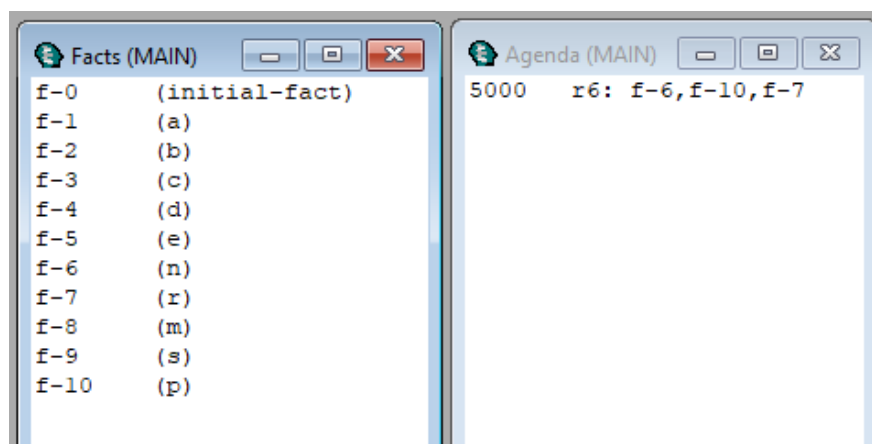 Facts (MAIN)
f-0 (initial-fact)
f-1 (a)
f-2 (b)
f-3 (c)
f-4 (d)
f-5 (e)
f-6 (n)
f-7 (r)
f-8 (m)
f-9 (s)
f-10 (p)
Agenda (MAIN)
5000 r6: f-6,f-10,f-7